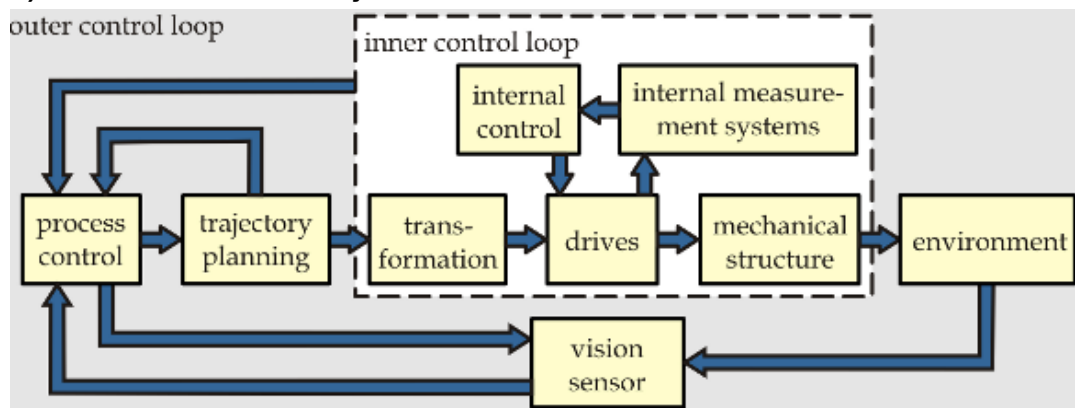 outer control loop
inner control loop
internal
control
internal measure-
ment systems
process
control
trajectory
planning
trans-
formation
drives
mechanical
structure
environment
vision
sensor